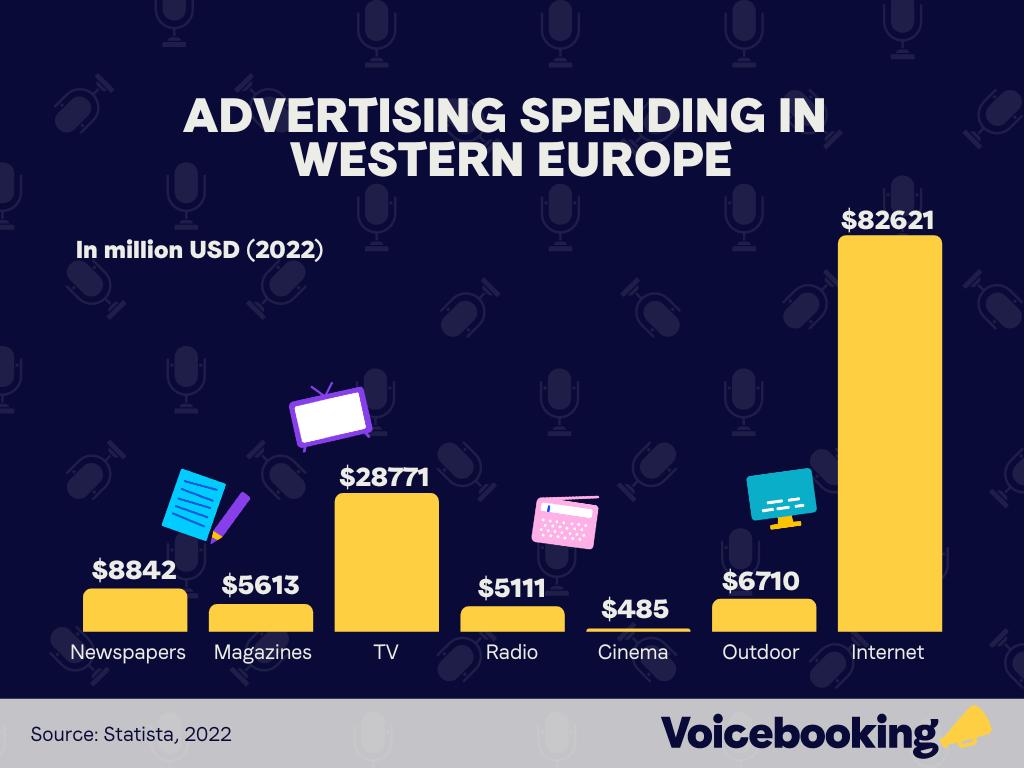 ADVERTISING SPENDING IN
WESTERN EUROPE
In million USD (2022)
$8842
$5613
$28771
$5111
$485
$6710
$82621
Newspapers
Magazines
TV
Radio
Cinema
Outdoor
Internet
Source: Statista, 2022
Voicebooking